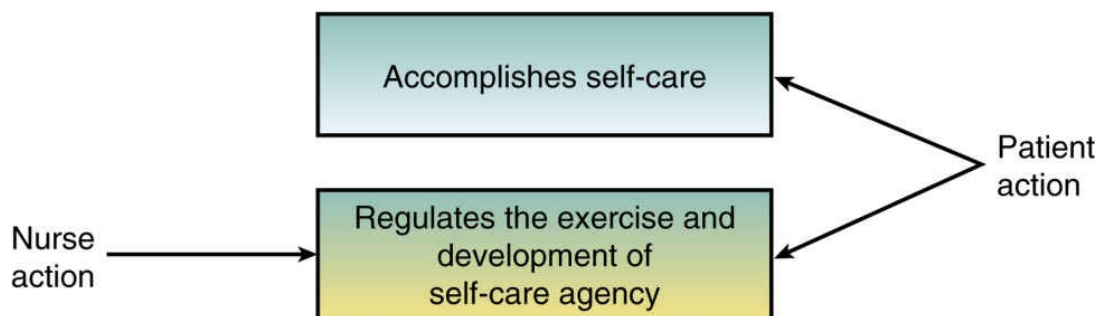 Accomplishes self-care
Patient
action
Regulates the exercise and
development of
self-care agency
Nurse
action